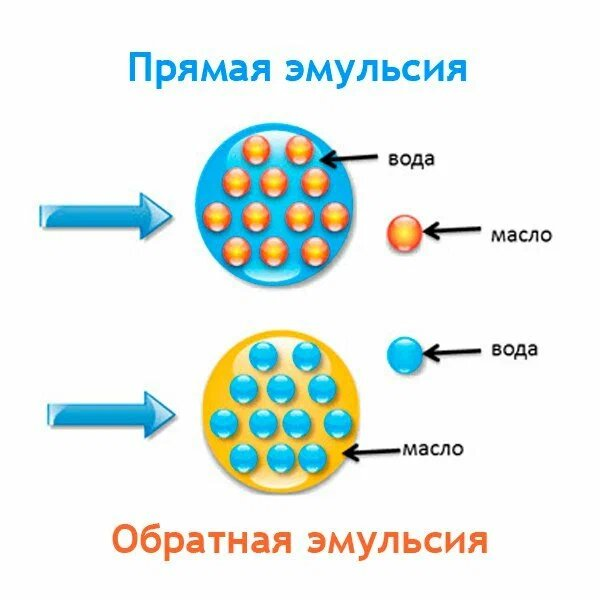 Прямая эмульсия
вода
масло
вода
масло
Обратная эмульсия